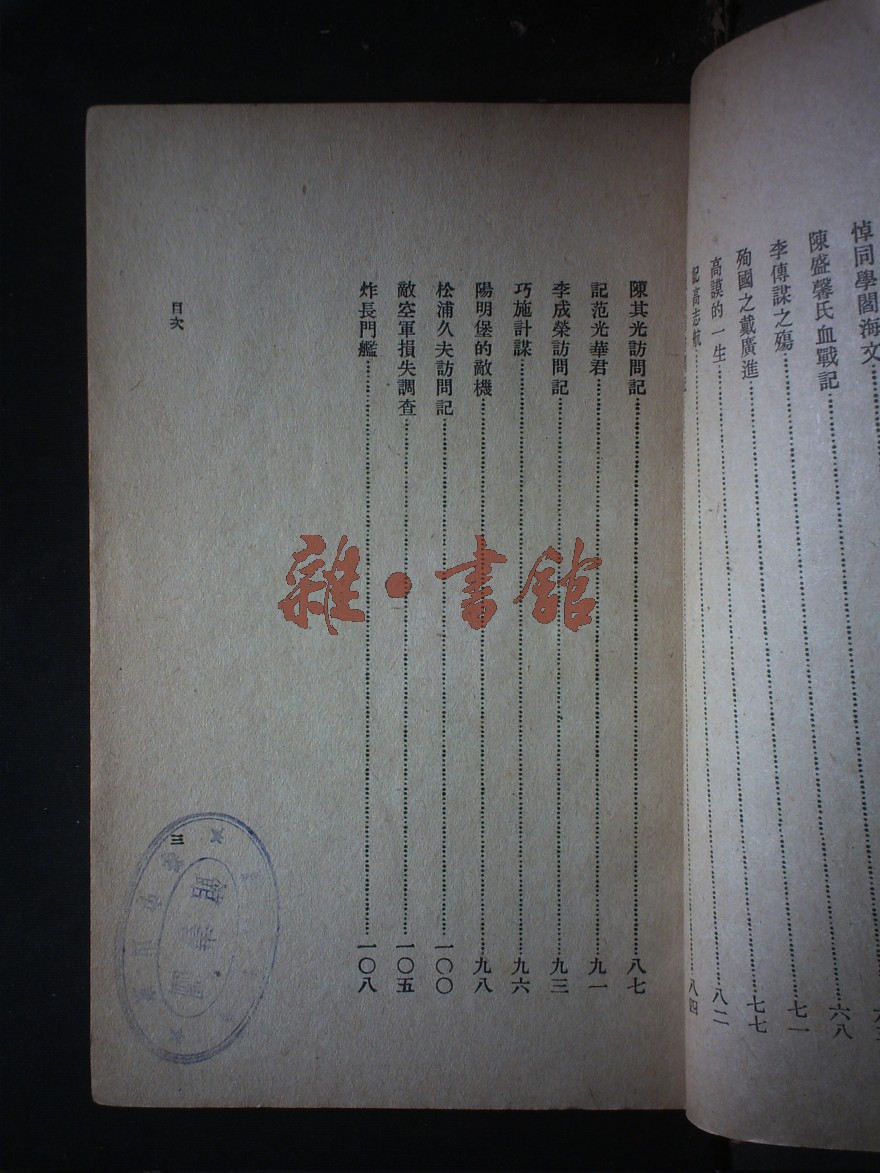 悼同學閻海文
陳盛馨氏血戰記……六八
李傳謀之殤……七一
殉國之戴廣進……七七
高謨的一生……八二
記高志航……八四
陳其光訪問記……八七
記范光華君……九一
李成榮訪問記……九三
巧施計謀……九六
陽明堡的敵機……九八
松浦久夫訪問記……一〇〇
敵空軍損失調查……一〇五
炸長門艦……一〇八
目次
三
雜·書館